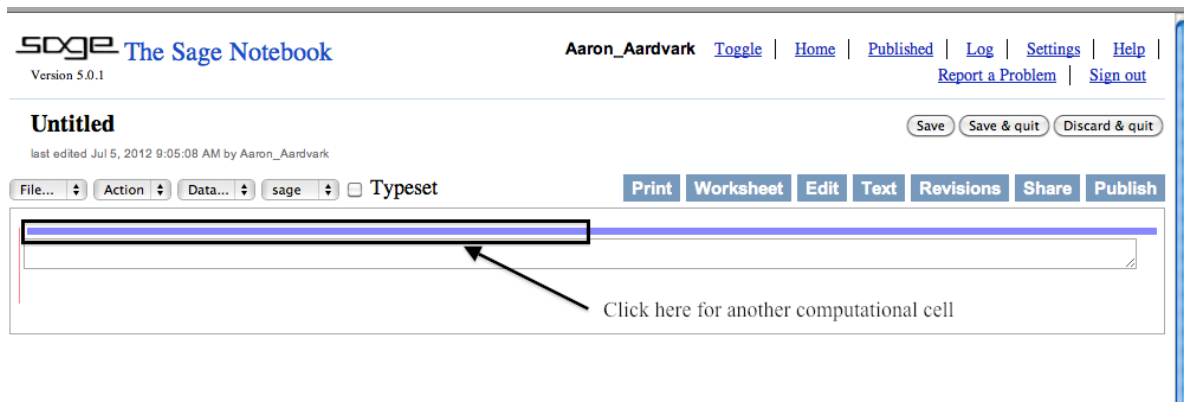 sage The Sage Notebook
Version 5.0.1
Aaron_Aardvark Toggle | Home | Published | Log | Settings | Help |
Report a Problem | Sign out
Untitled
last edited Jul 5, 2012 9:05:08 AM by Aaron_Aardvark
Save Save & quit Discard & quit
File... Action Data... sage Typeset
Print Worksheet Edit Text Revisions Share Publish
Click here for another computational cell